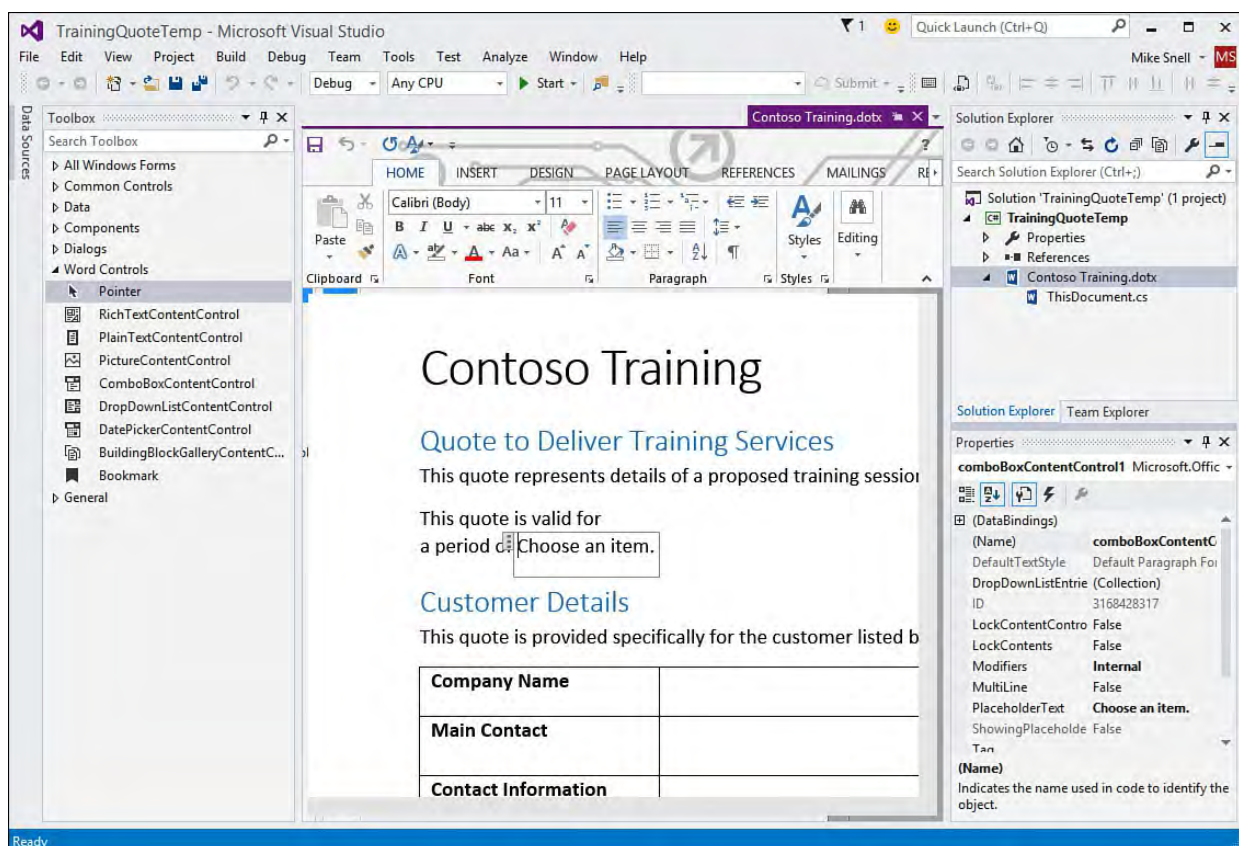 TrainingQuoteTemp - Microsoft Visual Studio
1
Quick Launch (Ctrl+Q)
File Edit View Project Build Debug Team Tools Test Analyze Window Help
Mike Snell MS
Debug Any CPU Start Submit
Data Sources
Toolbox
Search Toolbox
All Windows Forms
Common Controls
Data
Components
Dialogs
Word Controls
Pointer
RichTextContentControl
PlainTextContentControl
PictureContentControl
ComboBoxContentControl
DropDownListContentControl
DatePickerContentControl
BuildingBlockGalleryContentC...
Bookmark
General
Contoso Training.dotx
HOME INSERT DESIGN PAGE LAYOUT REFERENCES MAILINGS
Calibri (Body) 11
B I U abc X, X²
Aa A A
Paste
Styles Editing
Clipboard Font Paragraph Styles
Contoso Training
Quote to Deliver Training Services
This quote represents details of a proposed training session
This quote is valid for
a period Choose an item.
Customer Details
This quote is provided specifically for the customer listed b
Company Name
Main Contact
Contact Information
Solution Explorer
Search Solution Explorer (Ctrl+;)
Solution 'TrainingQuoteTemp' (1 project)
C# TrainingQuoteTemp
Properties
References
Contoso Training.dotx
ThisDocument.cs
Solution Explorer Team Explorer
Properties
comboBoxContentControl1 Microsoft.Offic
(DataBindings)
(Name) comboBoxContentC
DefaultTextStyle Default Paragraph Fo
DropDownListEntrie (Collection)
ID 3168428317
LockContentContro False
LockContents False
Modifiers Internal
MultiLine False
PlaceholderText Choose an item.
ShowingPlaceholde False
Tag
(Name)
Indicates the name used in code to identify the
object.
Ready